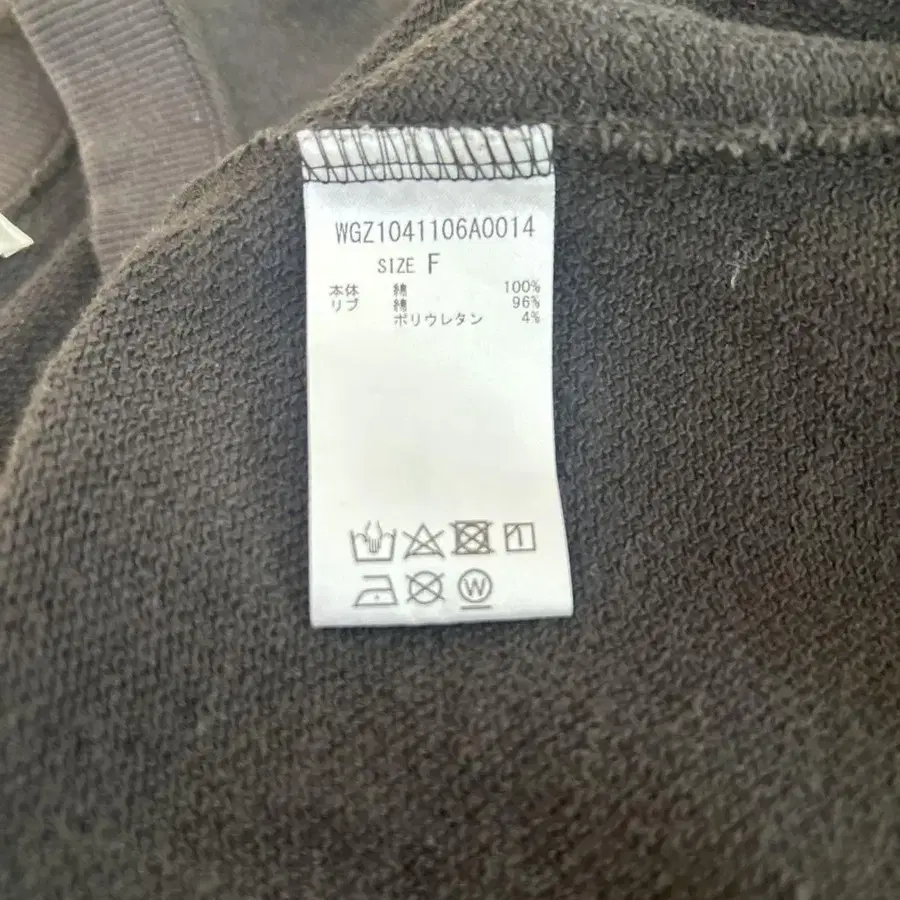 WGZ1041106A0014
SIZE F
本体 綿 100%
リブ 綿 96%
ポリウレタン 4%
W